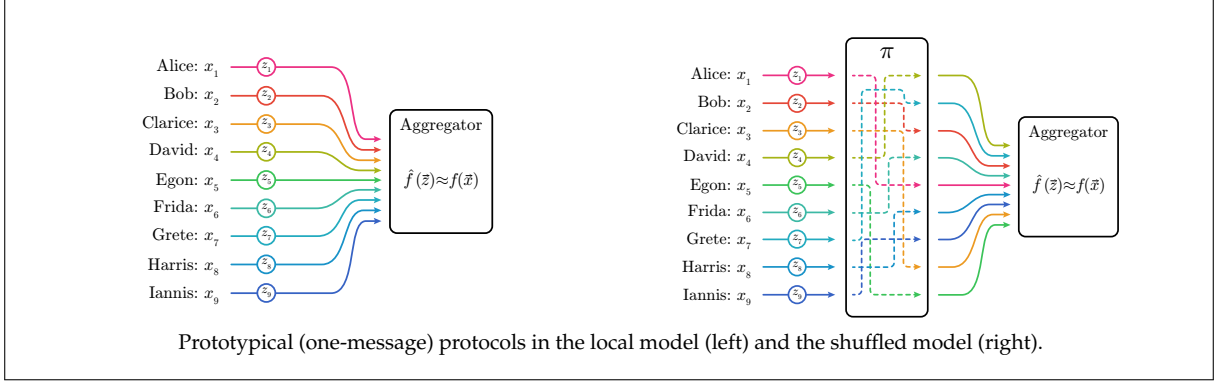 Alice: x₁ z₁
Bob: x₂ z₂
Clarice: x₃ z₃
David: x₄ z₄
Egon: x₅ z₅
Frida: x₆ z₆
Grete: x₇ z₇
Harris: x₈ z₈
Iannis: x₉ z₉
Aggregator
f̂(z⃗)≈f(x⃗)
π
Alice: x₁ z₁
Bob: x₂ z₂
Clarice: x₃ z₃
David: x₄ z₄
Egon: x₅ z₅
Frida: x₆ z₆
Grete: x₇ z₇
Harris: x₈ z₈
Iannis: x₉ z₉
Aggregator
f̂(z⃗)≈f(x⃗)
Prototypical (one-message) protocols in the local model (left) and the shuffled model (right).